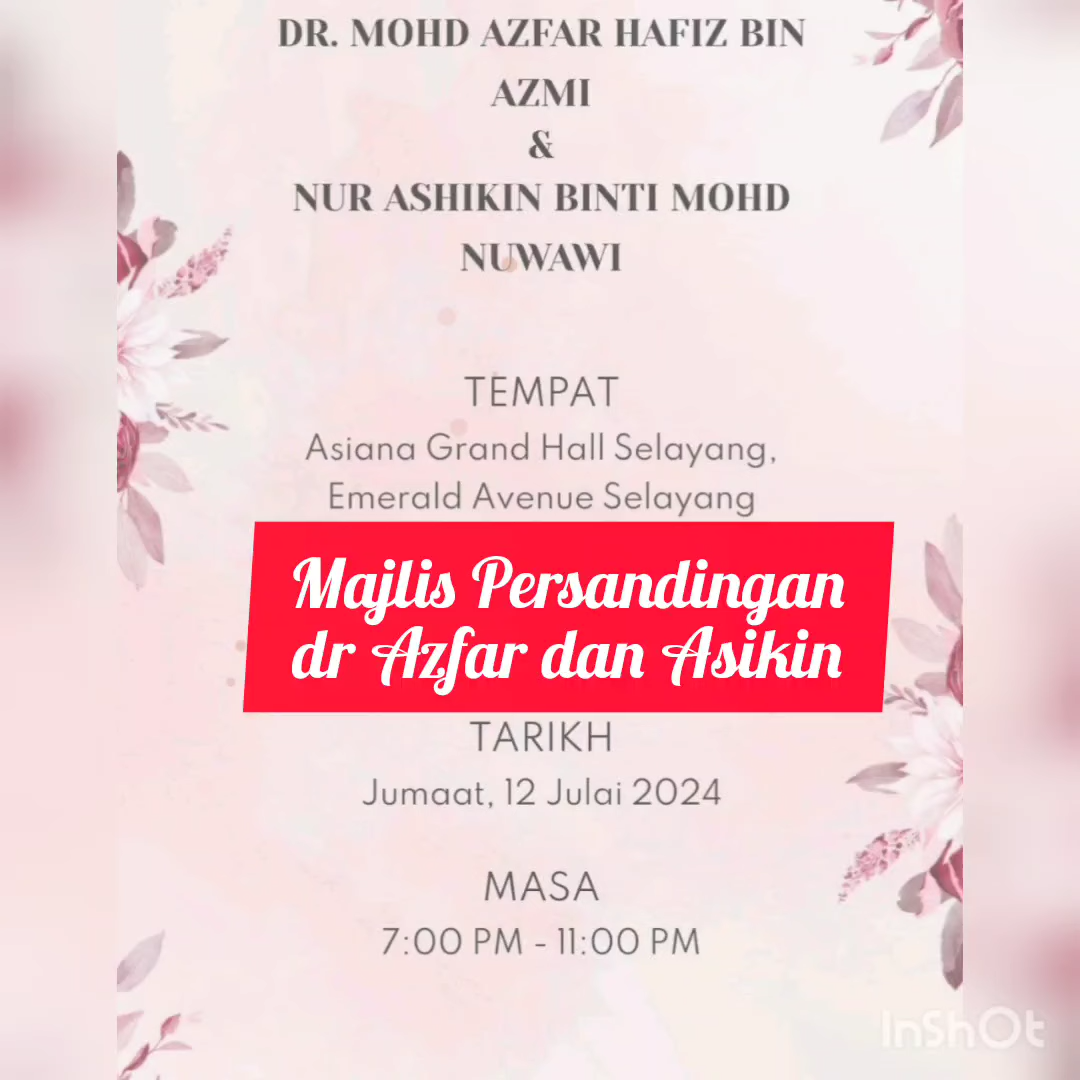 DR. MOHD AZFAR HAFIZ BIN
AZMI
&
NUR ASHIKIN BINTI MOHD
NUWAWI
TEMPAT
Asiana Grand Hall Selayang,
Emerald Avenue Selayang
Majlis Persandingan
dr Azfar dan Asikin
TARIKH
Jumaat, 12 Julai 2024
MASA
7:00 PM - 11:00 PM
InShOt